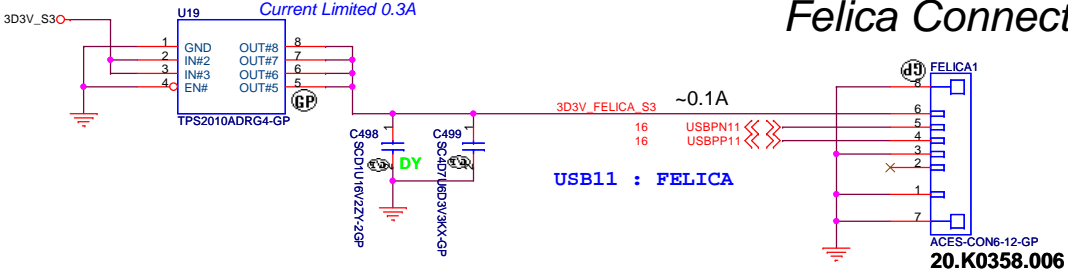 Current Limited 0.3A
Felica Connect
3D3V_S3
U19
1 GND OUT#8 8
2 IN#2 OUT#7 7
3 IN#3 OUT#6 6
4 EN# OUT#5 5
GP
TPS2010ADRG4-GP
GP
FELICA1
8
3D3V_FELICA_S3
~0.1A
6
16 USBPN11
5
16 USBPP11
4
3
2
1
7
C498
1
SCD1U16V2ZY-2GP
DY
C499
1
SC4D7U6D3V3KX-GP
USB11 : FELICA
ACES-CON6-12-GP
20.K0358.006